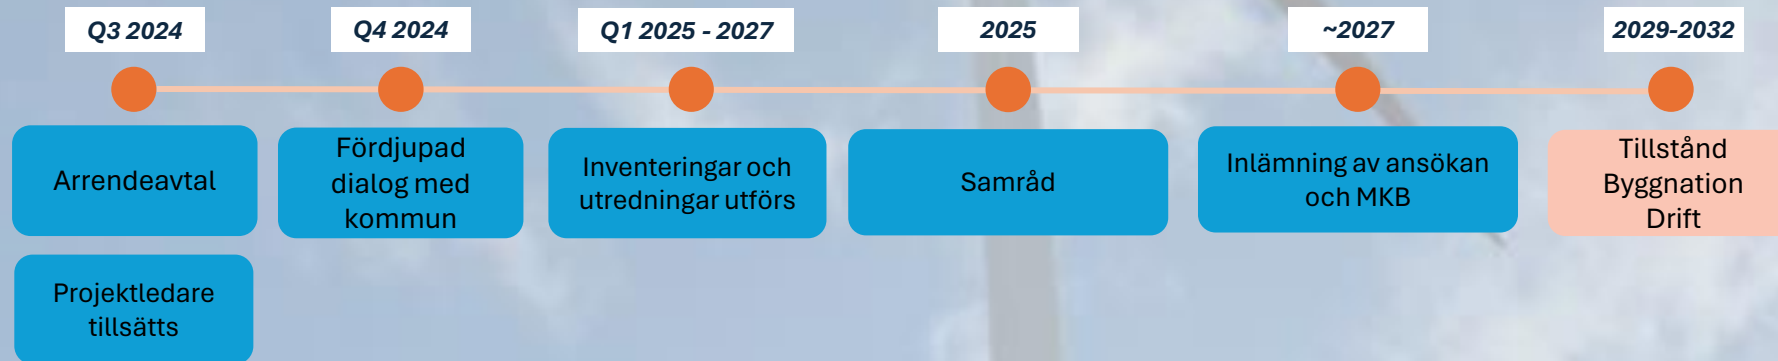 Q3 2024
Q4 2024
Q1 2025 - 2027
2025
~2027
2029-2032
Arrendeavtal
Fördjupad
dialog med
kommun
Inventeringar och
utredningar utförs
Samråd
Inlämning av ansökan
och MKB
Tillstånd
Byggnation
Drift
Projektledare
tillsätts